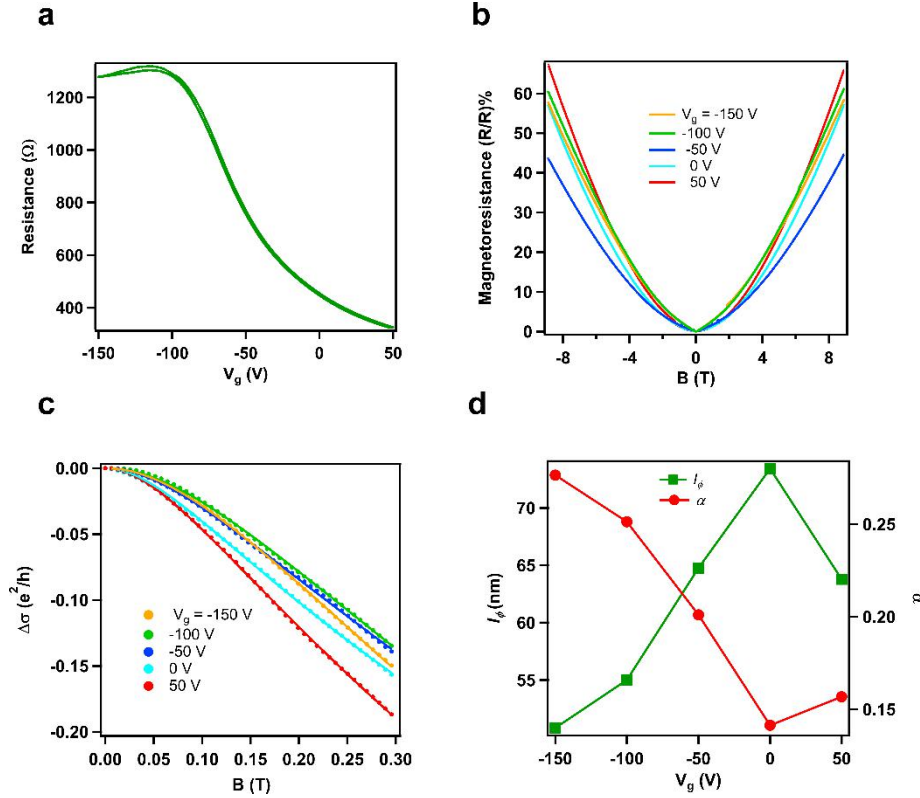 a
Resistance (Ω)
1200
1000
800
600
400
-150
-100
-50
0
50
Vg (V)
b
Magnetoresistance (R/R)%
60
50
40
30
20
10
0
Vg = -150 V
-100 V
-50 V
0 V
50 V
-8
-4
0
4
8
B (T)
c
Δσ (e²/h)
0.00
-0.05
-0.10
-0.15
-0.20
Vg = -150 V
-100 V
-50 V
0 V
50 V
0.00
0.05
0.10
0.15
0.20
0.25
0.30
B (T)
d
lϕ (nm)
70
65
60
55
lϕ
α
0.25
0.20
0.15
α
-150
-100
-50
0
50
Vg (V)